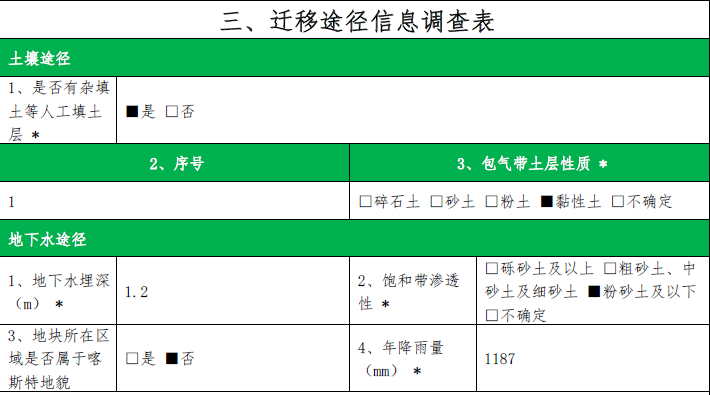 三、迁移途径信息调查表
土壤途径
1、是否有杂填
土等人工填土
层 *
■是 □否
2、序号
3、包气带土层性质 *
1
□碎石土 □砂土 □粉土 ■黏性土 □不确定
地下水途径
1、地下水埋深
（m） *
1.2
2、饱和带渗透
性 *
□砾砂土及以上 □粗砂土、中
砂土及细砂土 ■粉砂土及以下
□不确定
3、地块所在区
域是否属于喀
斯特地貌
□是 ■否
4、年降雨量
（mm） *
1187